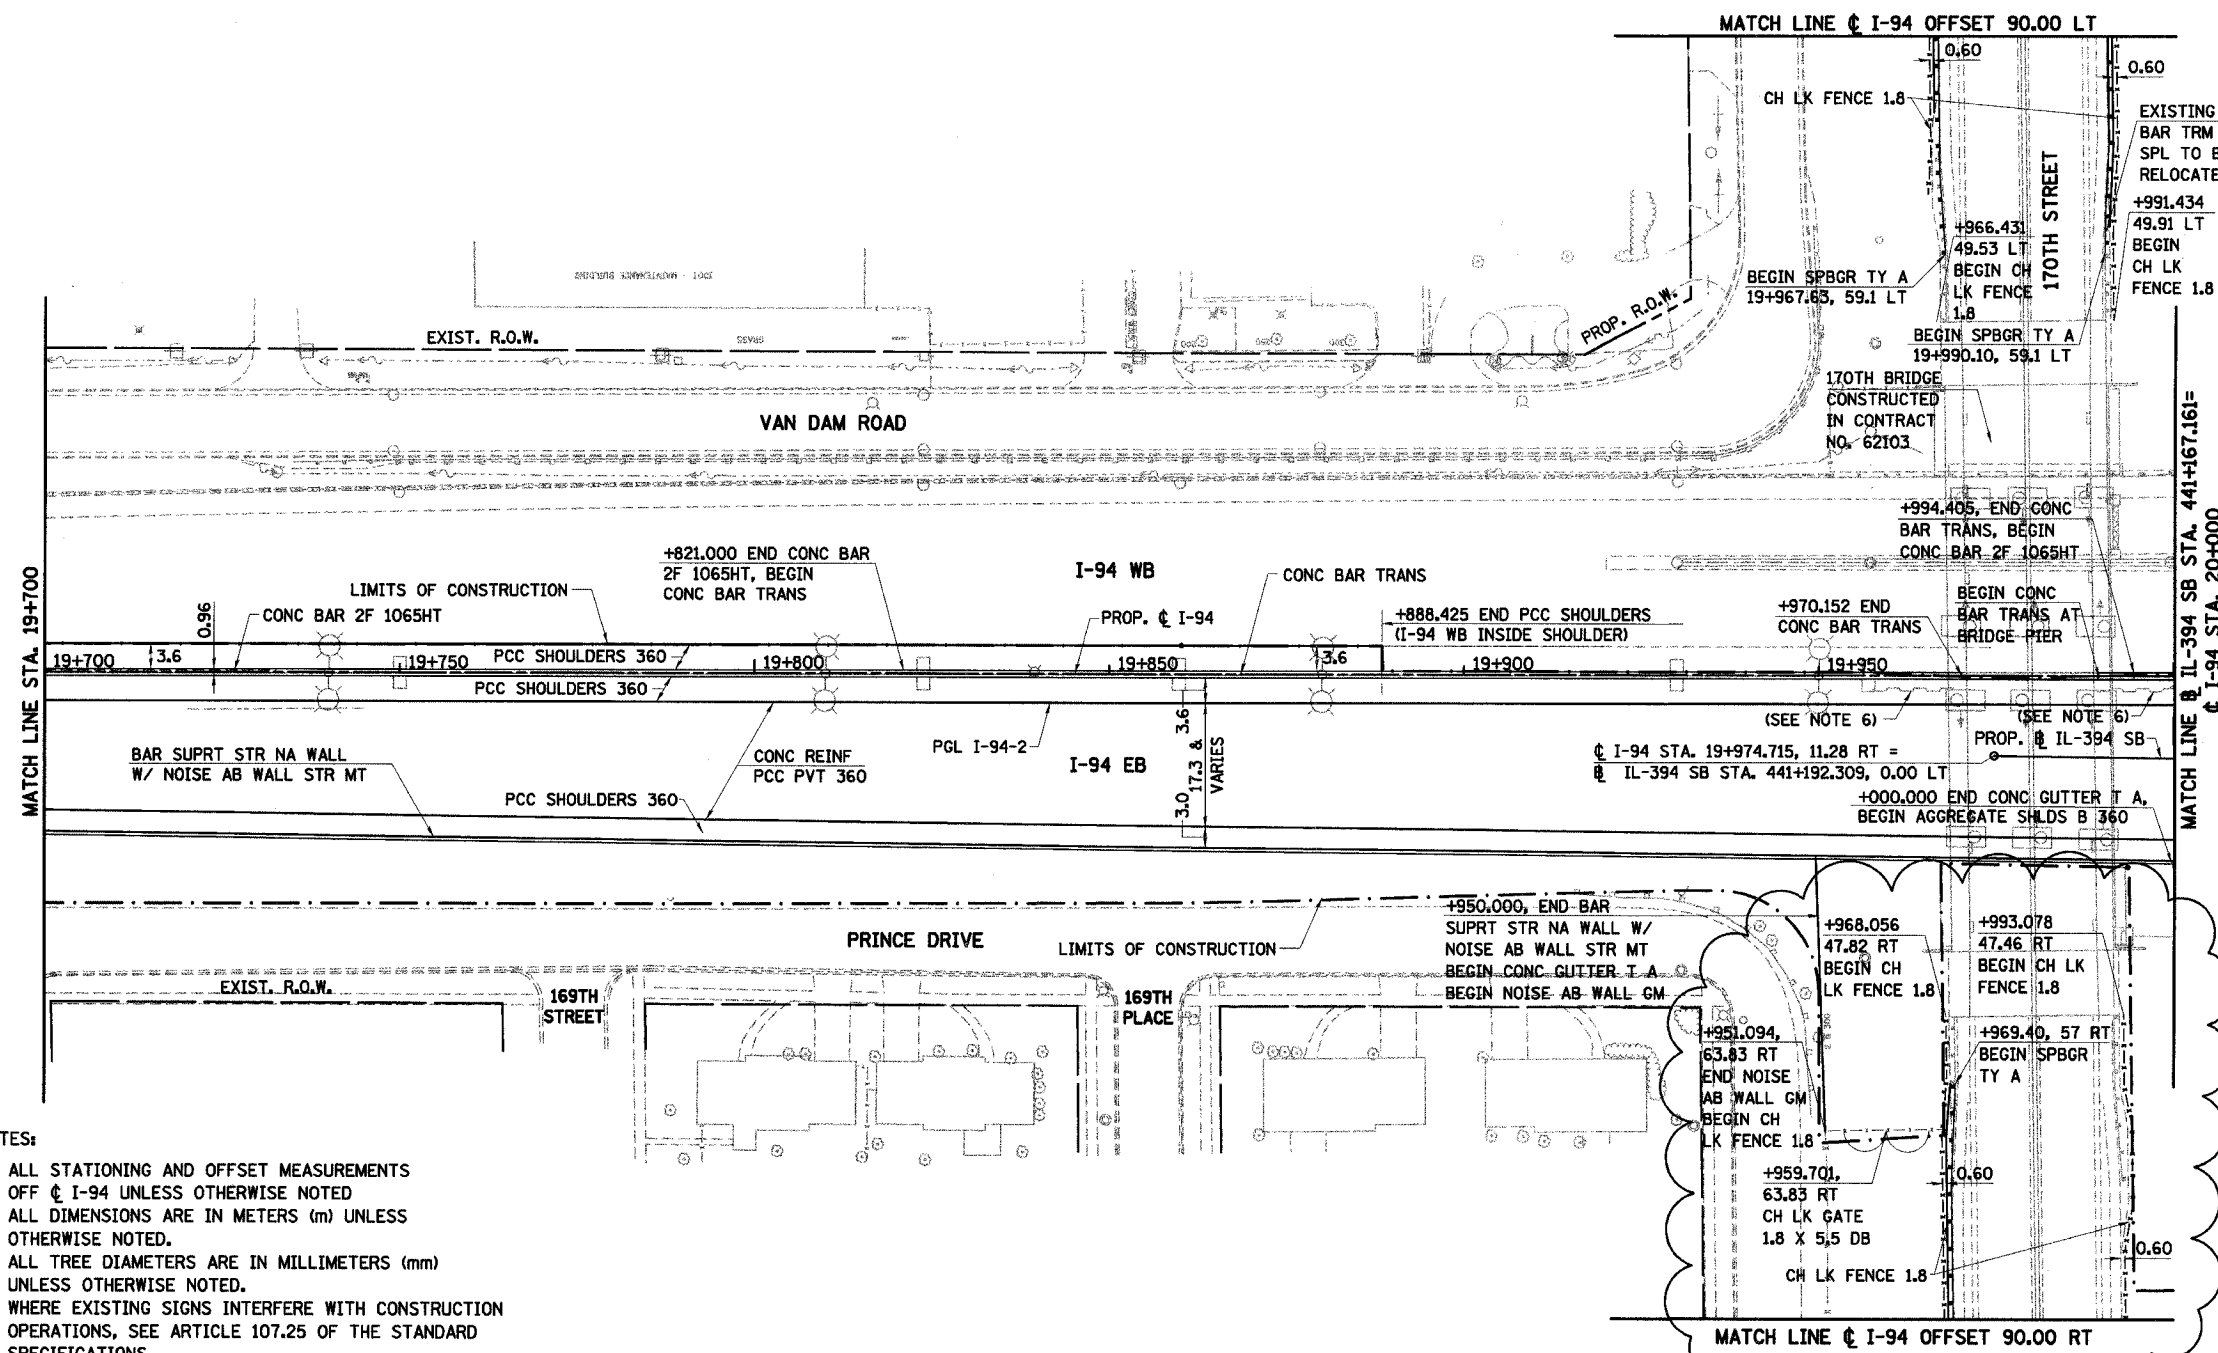 MATCH LINE ℄ I-94 OFFSET 90.00 LT
0.60
0.60
CH LK FENCE 1.8
EXISTING
BAR TRM
SPL TO B
RELOCATE
170TH STREET
+991.434
49.91 LT
BEGIN
CH LK
FENCE 1.8
+966.431
49.53 LT
BEGIN CH
LK FENCE
1.8
BEGIN SPBGR TY A
19+967.63, 59.1 LT
BEGIN SPBGR TY A
19+990.10, 59.1 LT
IDOT - MAINTENANCE BUILDING
GRASS
EXIST. R.O.W.
PROP. R.O.W.
170TH BRIDGE
CONSTRUCTED
IN CONTRACT
NO. 62103
VAN DAM ROAD
MATCH LINE STA. 19+700
MATCH LINE ℄ IL-394 SB STA. 441+167.161=
℄ I-94 STA. 20+000
+994.405, END CONC
BAR TRANS, BEGIN
CONC BAR 2F 1065HT
+821.000 END CONC BAR
2F 1065HT, BEGIN
CONC BAR TRANS
I-94 WB
CONC BAR TRANS
LIMITS OF CONSTRUCTION
0.96
CONC BAR 2F 1065HT
PROP. ℄ I-94
+888.425 END PCC SHOULDERS
(I-94 WB INSIDE SHOULDER)
+970.152 END
CONC BAR TRANS
BEGIN CONC
BAR TRANS AT
BRIDGE PIER
19+700
3.6
19+750
PCC SHOULDERS 360
19+800
19+850
3.6
19+900
19+950
PCC SHOULDERS 360
(SEE NOTE 6)
(SEE NOTE 6)
PGL I-94-2
3.6
17.3 &
VARIES
3.0
I-94 EB
PROP. ℄ IL-394 SB
BAR SUPRT STR NA WALL
W/ NOISE AB WALL STR MT
CONC REINF
PCC PVT 360
℄ I-94 STA. 19+974.715, 11.28 RT =
℄ IL-394 SB STA. 441+192.309, 0.00 LT
PCC SHOULDERS 360
+000.000 END CONC GUTTER T A,
BEGIN AGGREGATE SHLDS B 360
PRINCE DRIVE
LIMITS OF CONSTRUCTION
+950.000, END BAR
SUPRT STR NA WALL W/
NOISE AB WALL STR MT
BEGIN CONC GUTTER T A
BEGIN NOISE AB WALL GM
+968.056
47.82 RT
BEGIN CH
LK FENCE 1.8
+993.078
47.46 RT
BEGIN CH LK
FENCE 1.8
EXIST. R.O.W.
169TH
STREET
169TH
PLACE
+951.094,
63.83 RT
END NOISE
AB WALL GM
BEGIN CH
LK FENCE 1.8
+969.40, 57 RT
BEGIN SPBGR
TY A
+959.701,
63.83 RT
CH LK GATE
1.8 X 5.5 DB
0.60
CH LK FENCE 1.8
0.60
TES:
ALL STATIONING AND OFFSET MEASUREMENTS
OFF ℄ I-94 UNLESS OTHERWISE NOTED
ALL DIMENSIONS ARE IN METERS (m) UNLESS
OTHERWISE NOTED.
ALL TREE DIAMETERS ARE IN MILLIMETERS (mm)
UNLESS OTHERWISE NOTED.
WHERE EXISTING SIGNS INTERFERE WITH CONSTRUCTION
OPERATIONS, SEE ARTICLE 107.25 OF THE STANDARD
SPECIFICATIONS
MATCH LINE ℄ I-94 OFFSET 90.00 RT